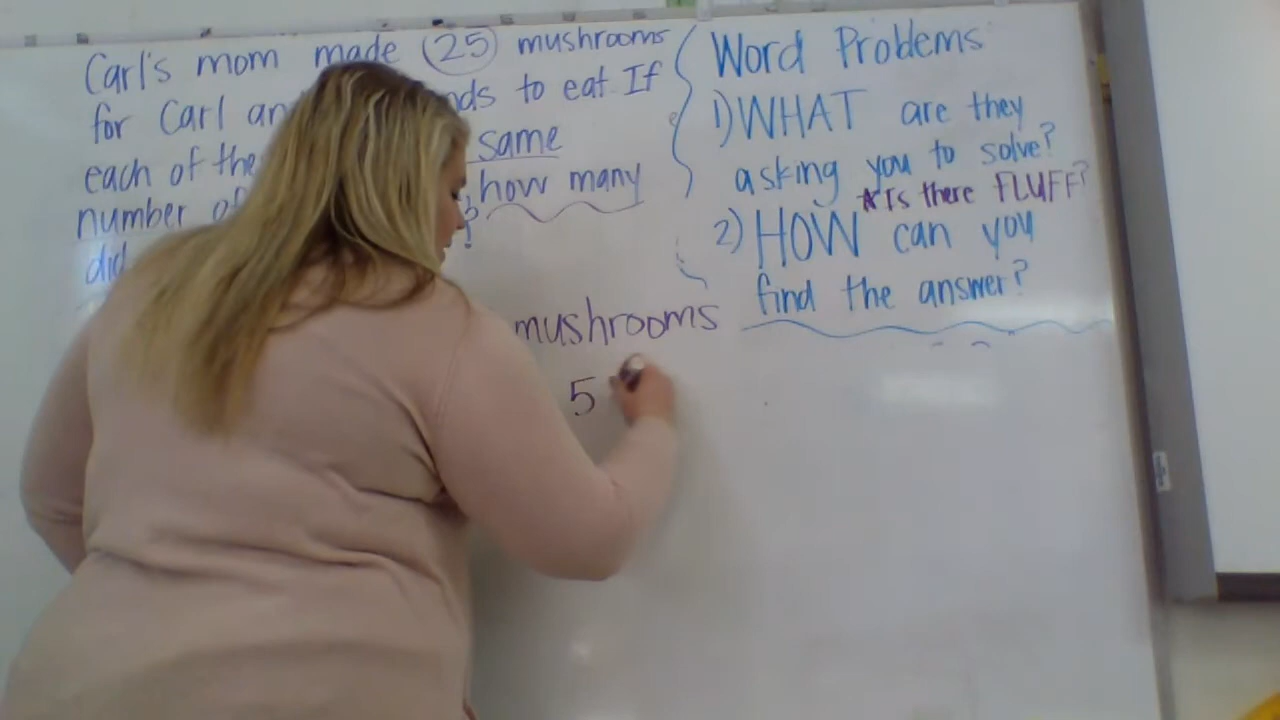 Carl's mom made 25 mushrooms
for Carl an nds to eat. If
each of the same
number of , how many
did ?
mushrooms
5
Word Problems
1) WHAT are they
asking you to solve?
*Is there FLUFF?
2) HOW can you
find the answer?